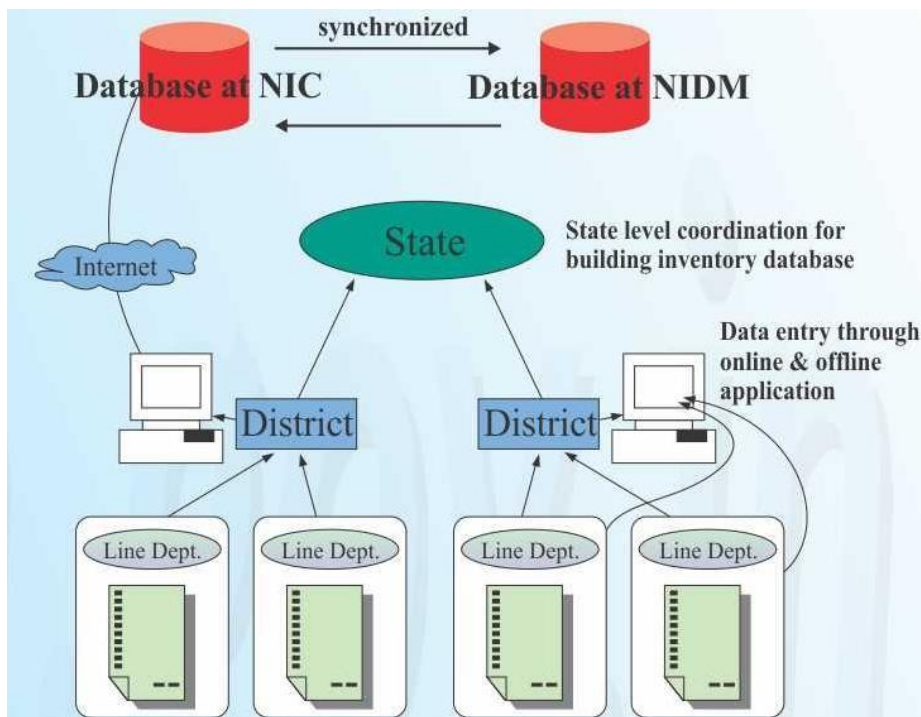 synchronized
Database at NIC
Database at NIDM
State
State level coordination for
building inventory database
Internet
Data entry through
online & offline
application
District
District
Line Dept.
Line Dept.
Line Dept.
Line Dept.